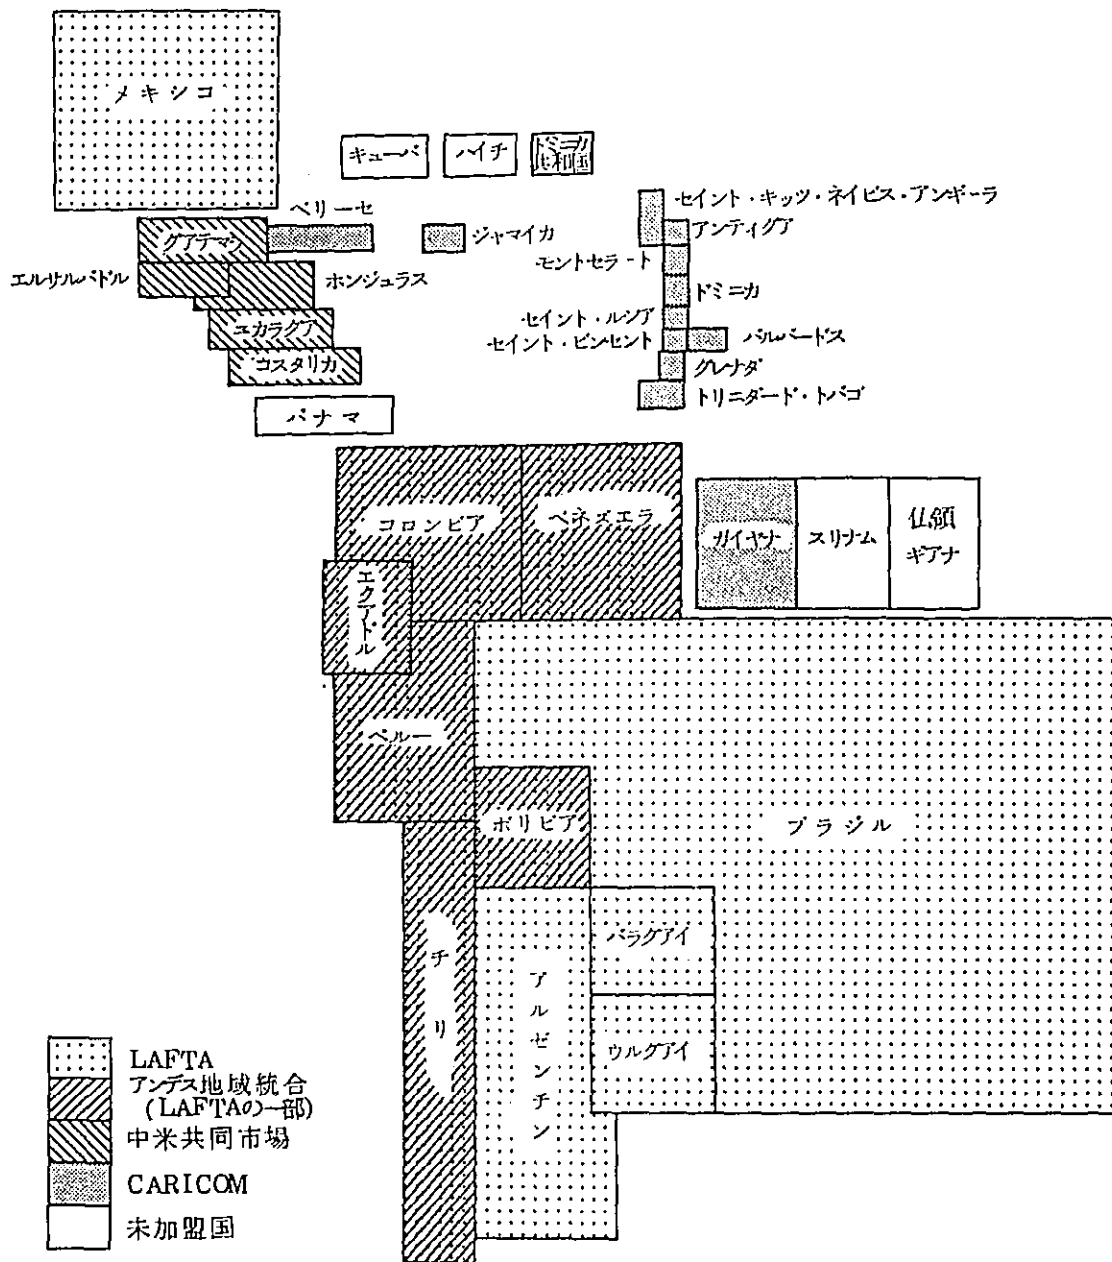 メキシコ
キューバ
ハイチ
ドミニカ
共和国
ベリーセ
グアテマラ
ジャマイカ
セイント・キッツ・ネイビス・アンギーラ
アンティグア
エルサルバドル
ホンジュラス
モントセラート
ドミニカ
ニカラグア
セイント・ルシア
セイント・ビンセント
バルバードス
コスタリカ
グレナダ
トリニダード・トバゴ
パナマ
コロンビア
ベネズエラ
ガイヤナ
スリナム
仏領
ギアナ
エクアドル
ペルー
ボリビア
ブラジル
チリ
アルゼンチン
パラグアイ
ウルグアイ
LAFTA
アンデス地域統合
(LAFTAの一部)
中米共同市場
CARICOM
未加盟国